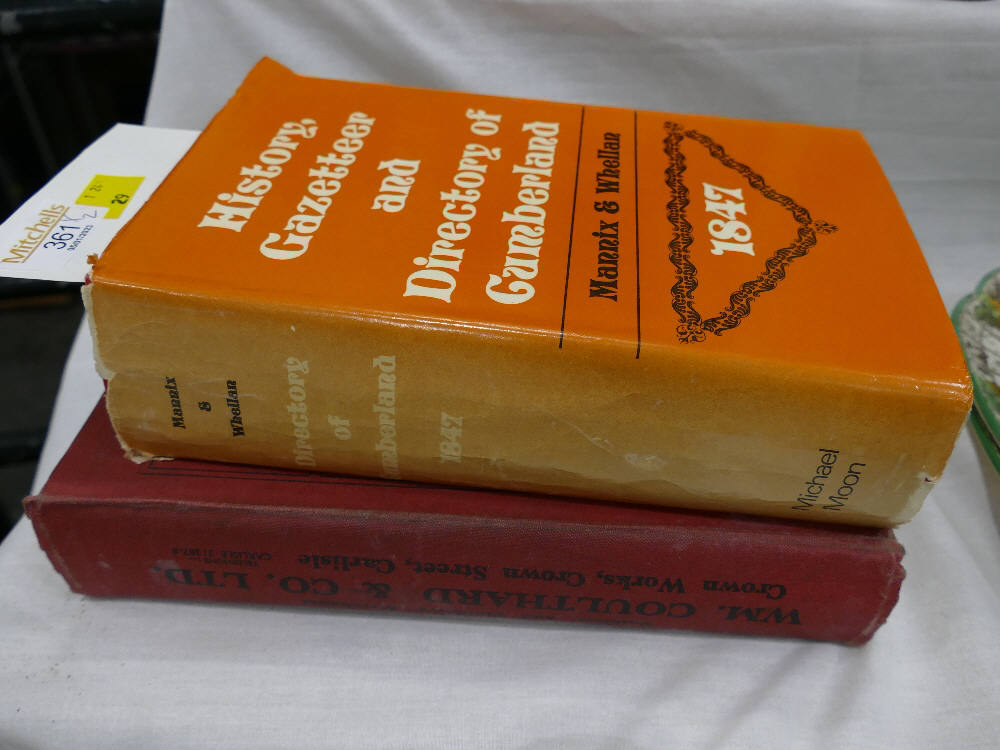 History,
Gazetteer
and
Directory of
Cumberland
Mannix & Whellan
1847
Mannix
&
Whellan
Directory
of
Cumberland
1847
Michael
Moon
WM. COULTHARD & CO. LTD.
Crown Works, Crown Street, Carlisle
Mitchells
361
29